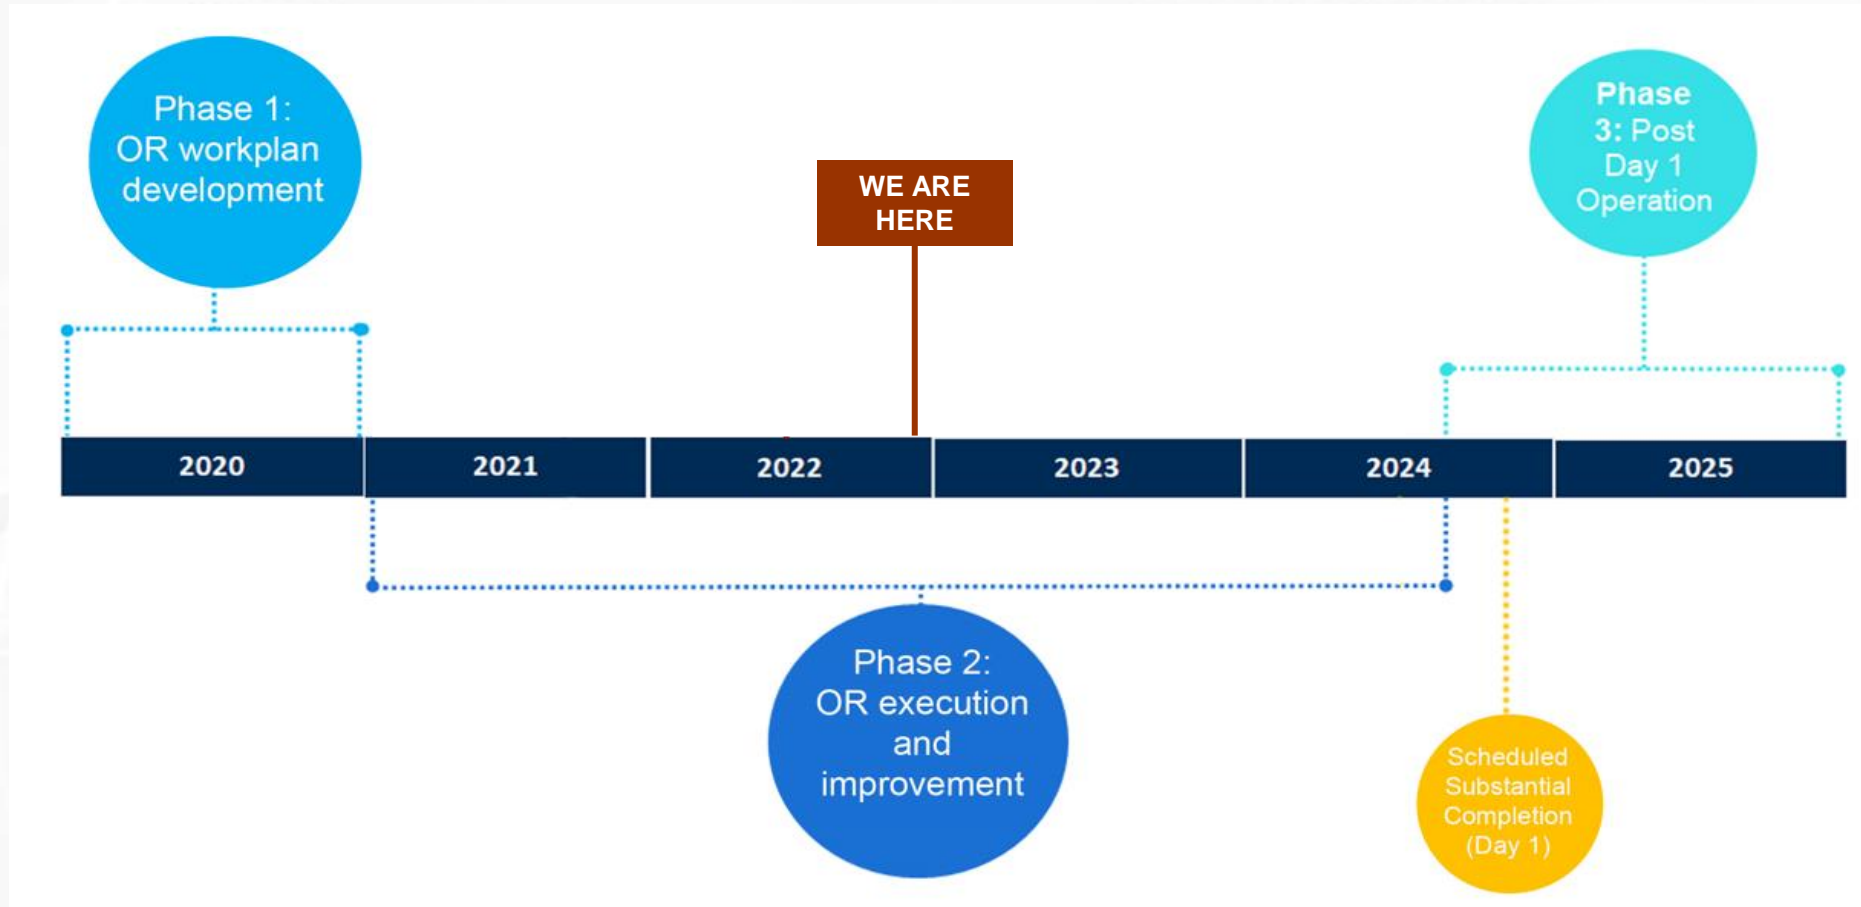 Phase 1:
OR workplan
development
WE ARE
HERE
Phase
3: Post
Day 1
Operation
2020
2021
2022
2023
2024
2025
Phase 2:
OR execution
and
improvement
Scheduled
Substantial
Completion
(Day 1)